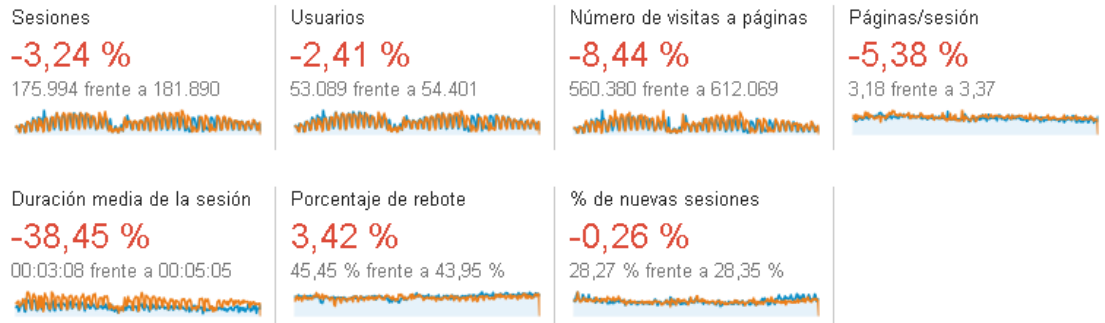 Sesiones
-3,24 %
175.994 frente a 181.890
Usuarios
-2,41 %
53.089 frente a 54.401
Número de visitas a páginas
-8,44 %
560.380 frente a 612.069
Páginas/sesión
-5,38 %
3,18 frente a 3,37
Duración media de la sesión
-38,45 %
00:03:08 frente a 00:05:05
Porcentaje de rebote
3,42 %
45,45 % frente a 43,95 %
% de nuevas sesiones
-0,26 %
28,27 % frente a 28,35 %